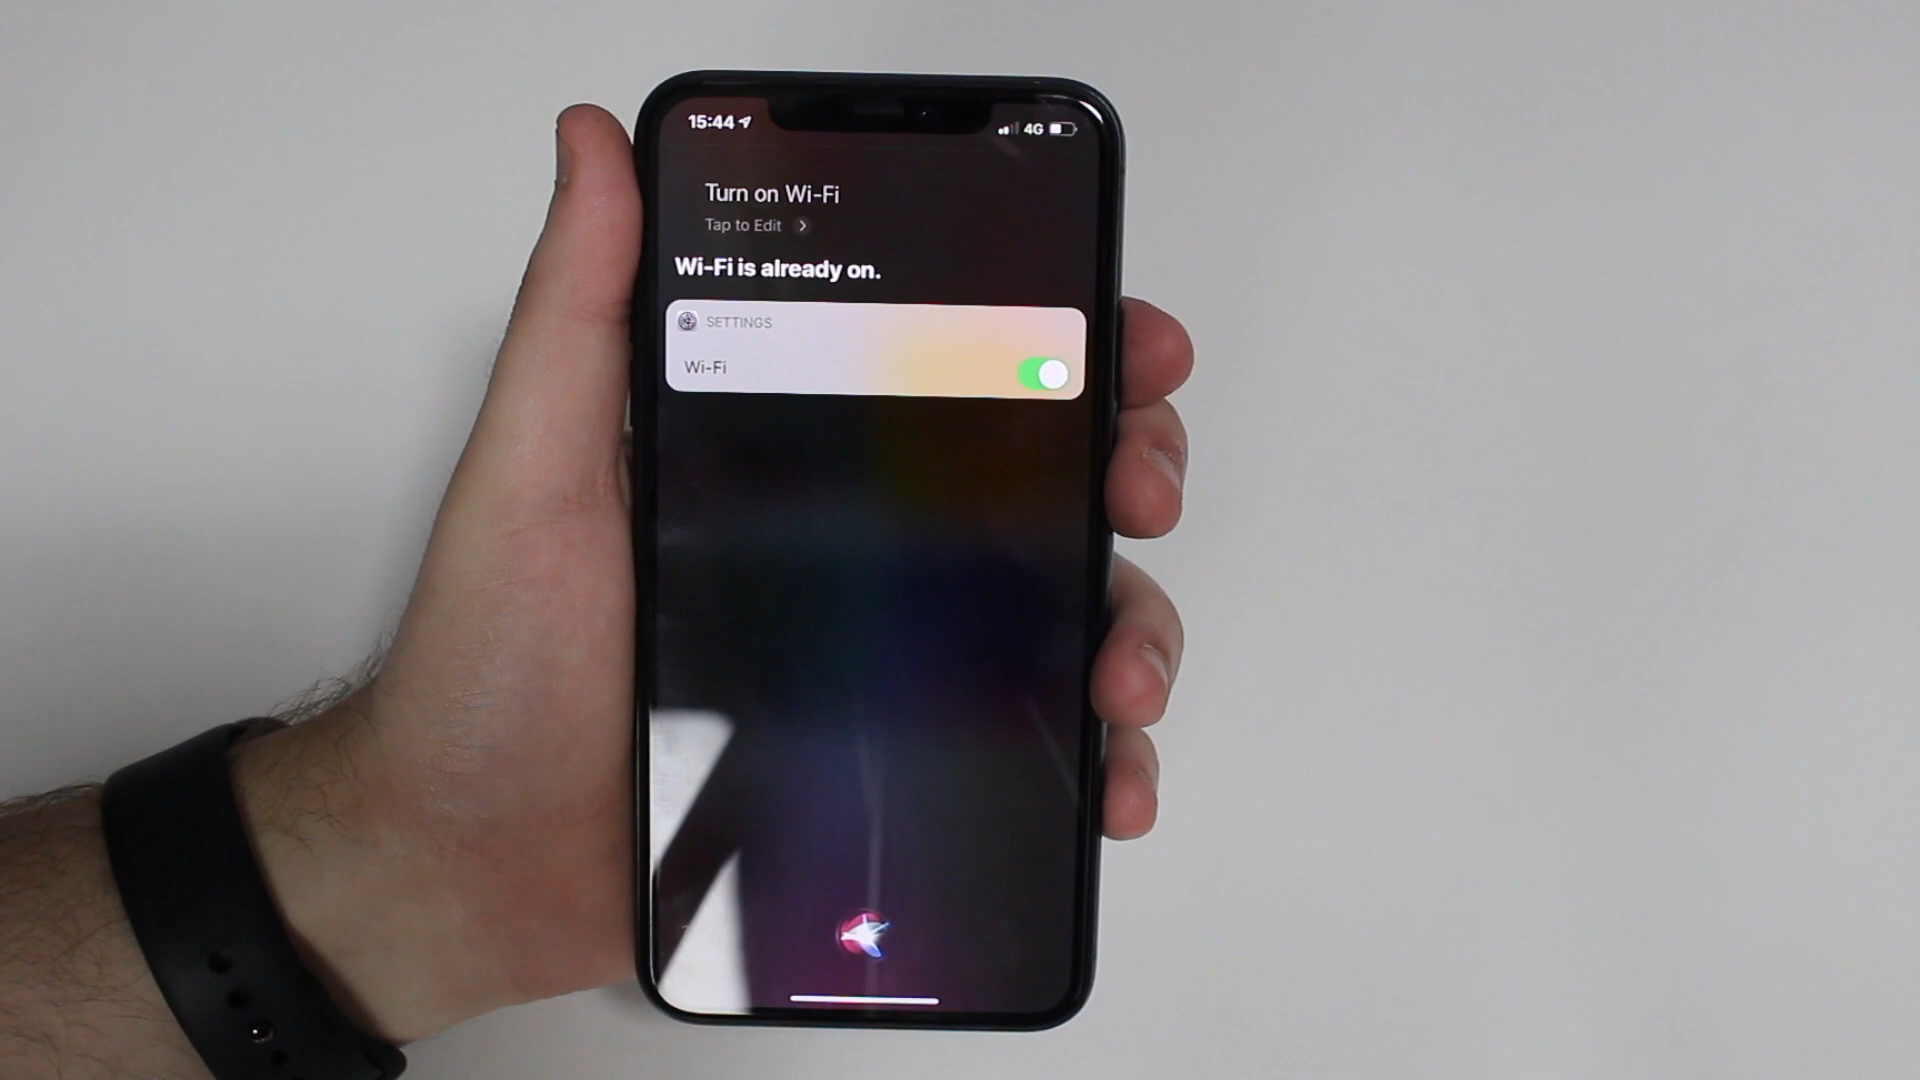 15:44
4G
Turn on Wi-Fi
Tap to Edit
Wi-Fi is already on.
SETTINGS
Wi-Fi